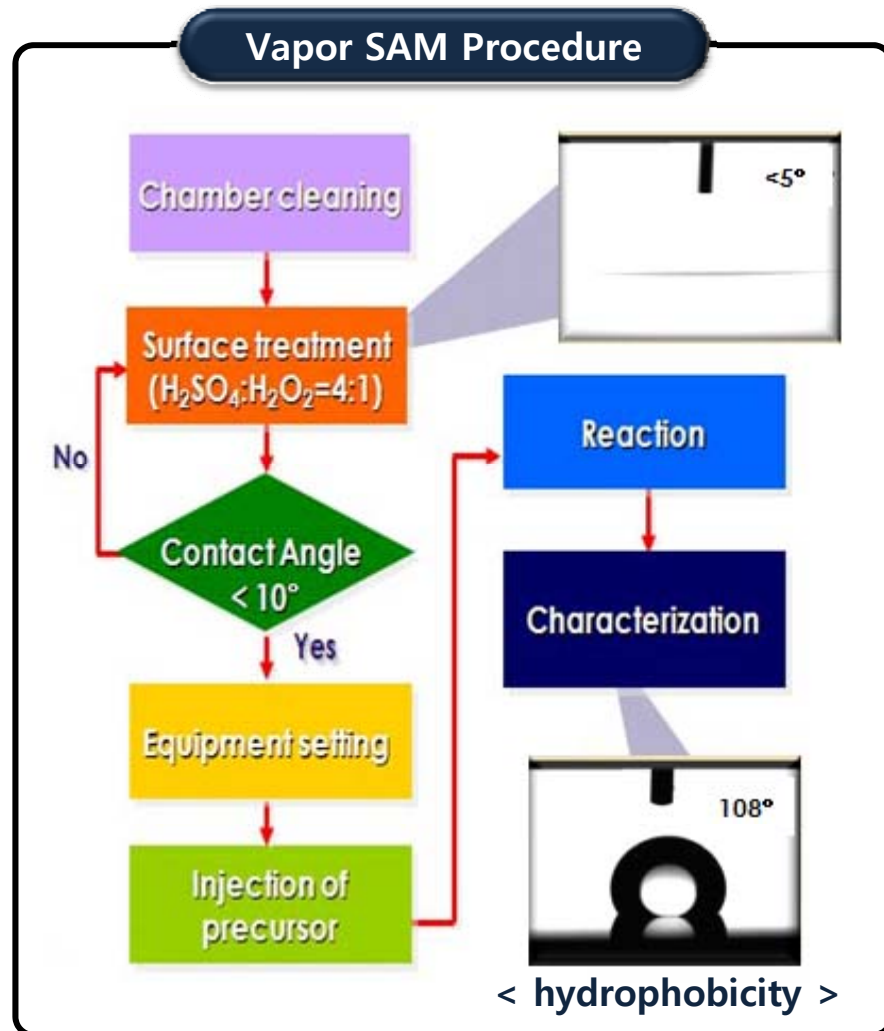 Vapor SAM Procedure
Chamber cleaning
<5°
Surface treatment
(H₂SO₄:H₂O₂=4:1)
No
Contact Angle
< 10°
Yes
Equipment setting
Injection of
precursor
Reaction
Characterization
108°
< hydrophobicity >